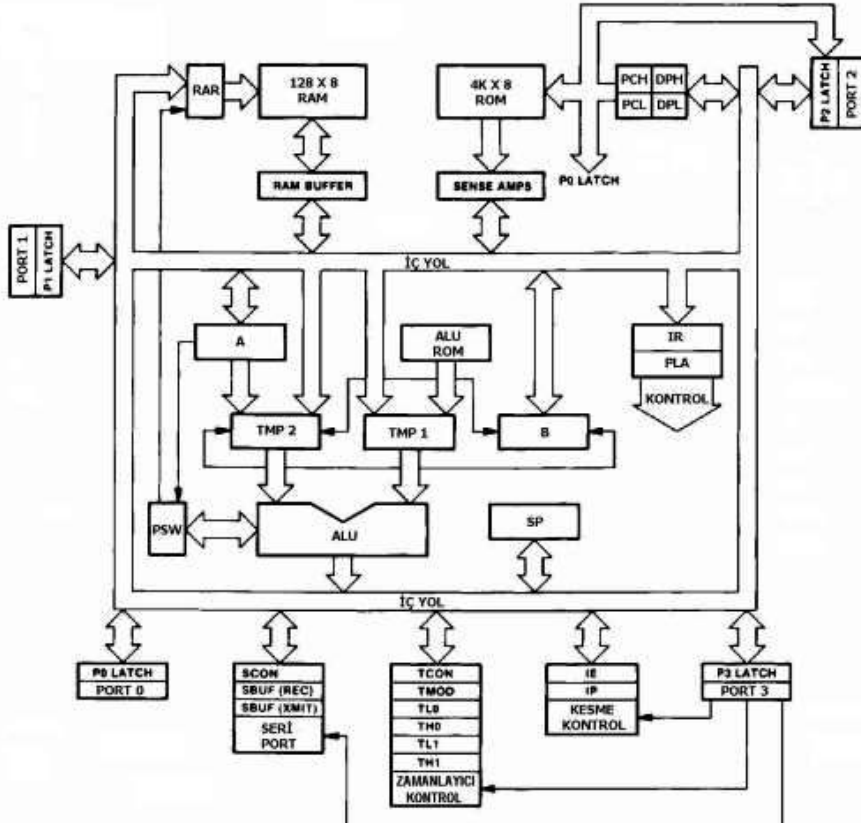 RAR
128 X 8
RAM
4K X 8
ROM
PCH DPH
PCL DPL
P2 LATCH
PORT 2
RAM BUFFER
SENSE AMPS
P0 LATCH
PORT 1
P1 LATCH
İÇ YOL
A
ALU
ROM
IR
PLA
KONTROL
TMP 2
TMP 1
B
PSW
ALU
SP
İÇ YOL
P0 LATCH
PORT 0
SCON
SBUF (REC)
SBUF (XMIT)
SERİ
PORT
TCON
TMOD
TL0
TH0
TL1
TH1
ZAMANLAYICI
KONTROL
IE
IP
KESME
KONTROL
P3 LATCH
PORT 3